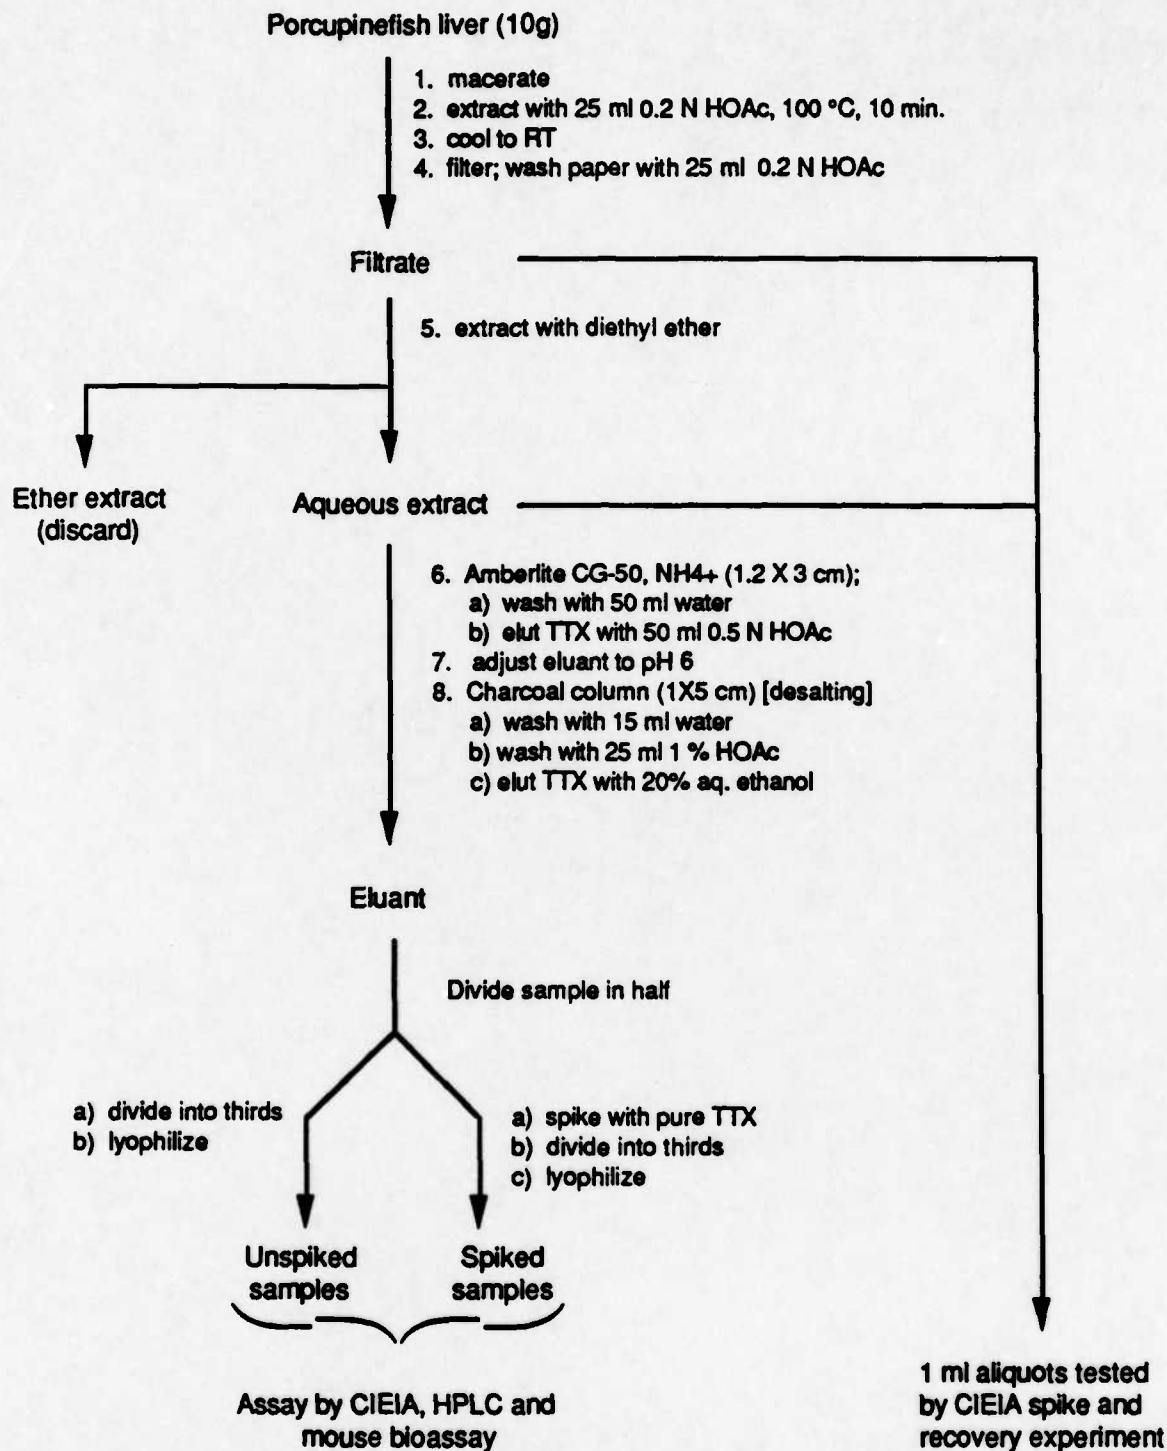 Porcupinefish liver (10g)
1. macerate
2. extract with 25 ml 0.2 N HOAc, 100 °C, 10 min.
3. cool to RT
4. filter; wash paper with 25 ml 0.2 N HOAc
Filtrate
5. extract with diethyl ether
Ether extract
(discard)
Aqueous extract
6. Amberlite CG-50, NH4+ (1.2 X 3 cm);
a) wash with 50 ml water
b) elut TTX with 50 ml 0.5 N HOAc
7. adjust eluant to pH 6
8. Charcoal column (1X5 cm) [desalting]
a) wash with 15 ml water
b) wash with 25 ml 1 % HOAc
c) elut TTX with 20% aq. ethanol
Eluant
Divide sample in half
a) divide into thirds
b) lyophilize
a) spike with pure TTX
b) divide into thirds
c) lyophilize
Unspiked
samples
Spiked
samples
Assay by CIEIA, HPLC and
mouse bioassay
1 ml aliquots tested
by CIEIA spike and
recovery experiment